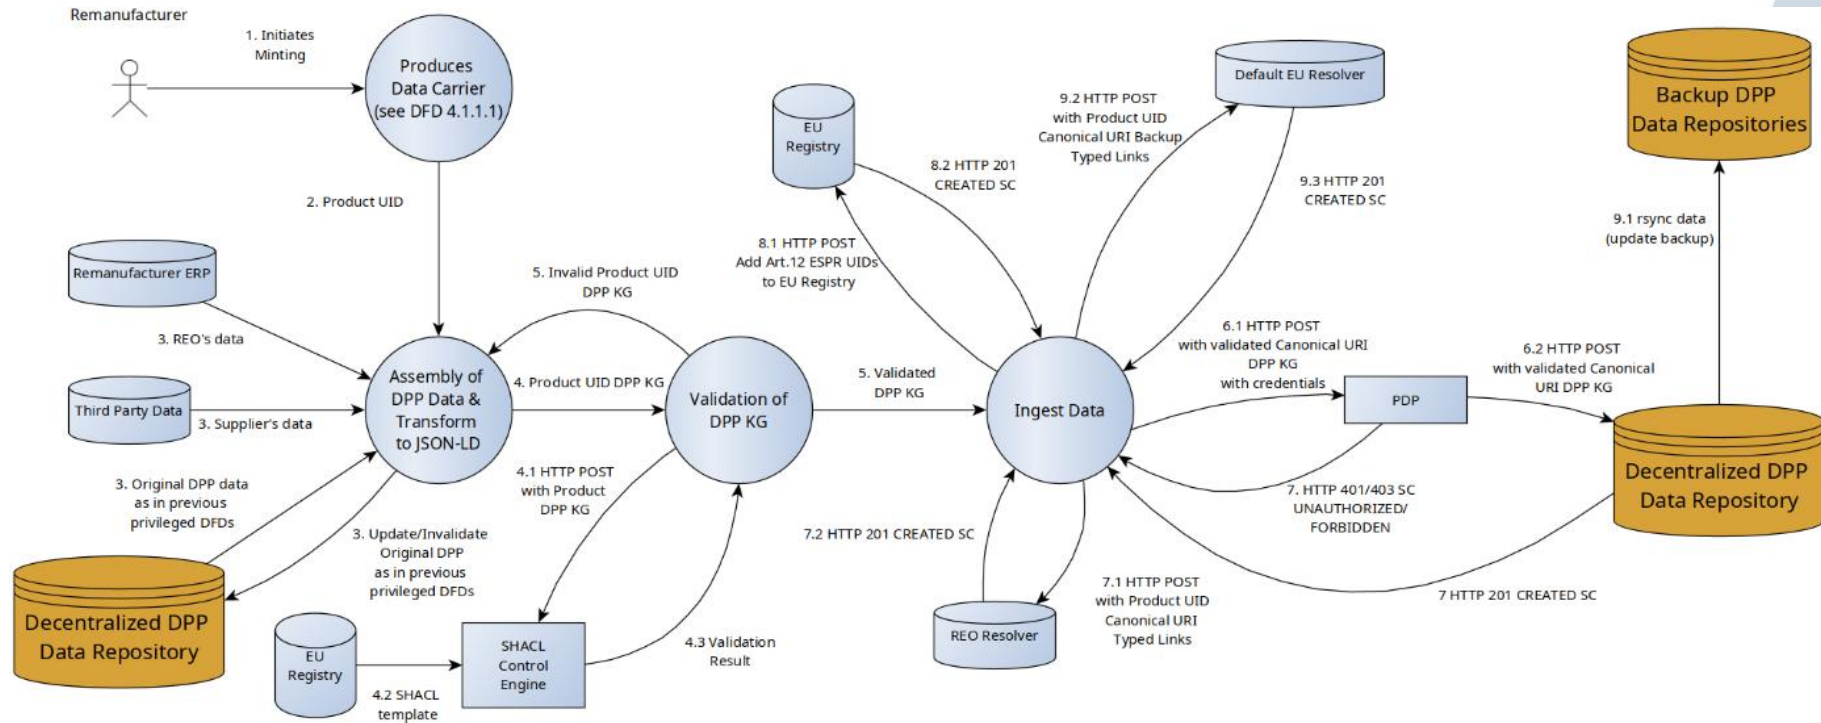 Remanufacturer
1. Initiates
Minting
Produces
Data Carrier
(see DFD 4.1.1.1)
2. Product UID
Remanufacturer ERP
3. REO's data
Third Party Data
3. Supplier's data
Assembly of
DPP Data &
Transform
to JSON-LD
3. Original DPP data
as in previous
privileged DFDs
3. Update/Invalidate
Original DPP
as in previous
privileged DFDs
Decentralized DPP
Data Repository
5. Invalid Product UID
DPP KG
4. Product UID DPP KG
Validation of
DPP KG
4.1 HTTP POST
with Product
DPP KG
EU
Registry
4.2 SHACL
template
SHACL
Control
Engine
4.3 Validation
Result
5. Validated
DPP KG
EU
Registry
8.2 HTTP 201
CREATED SC
8.1 HTTP POST
Add Art.12 ESPR UIDs
to EU Registry
Ingest Data
9.2 HTTP POST
with Product UID
Canonical URI Backup
Typed Links
Default EU Resolver
9.3 HTTP 201
CREATED SC
6.1 HTTP POST
with validated Canonical URI
DPP KG
with credentials
PDP
6.2 HTTP POST
with validated Canonical
URI DPP KG
7. HTTP 401/403 SC
UNAUTHORIZED/
FORBIDDEN
7 HTTP 201 CREATED SC
7.2 HTTP 201 CREATED SC
7.1 HTTP POST
with Product UID
Canonical URI
Typed Links
REO Resolver
Backup DPP
Data Repositories
9.1 rsync data
(update backup)
Decentralized DPP
Data Repository